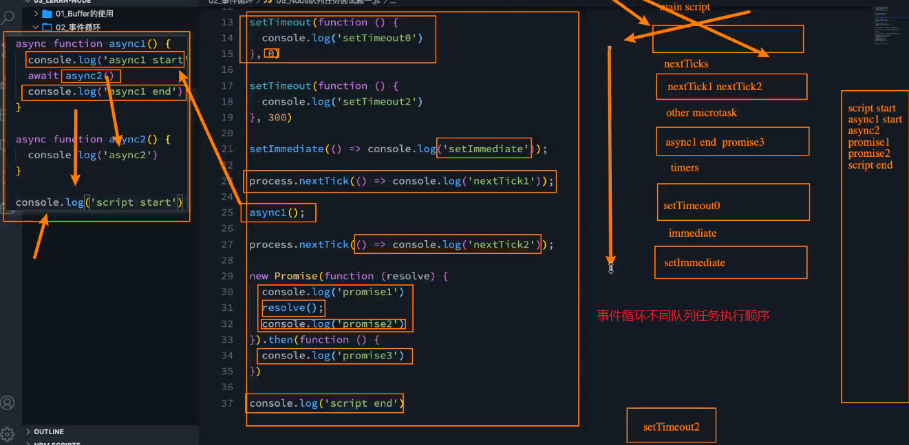 01_Buffer的使用
02_事件循环
async function async1() {
console.log('async1 start
await async2()
console.log('async1 end')
}
async function async2() {
console.log('async2')
}
console.log('script start')
OUTLINE
13 setTimeout(function () {
14 console.log('setTimeout0')
15 }, 0)
16
17 setTimeout(function () {
18 console.log('setTimeout2')
19 }, 300)
20
21 setImmediate(() => console.log('setImmediate'));
22
23 process.nextTick(() => console.log('nextTick1'));
24
25 async1();
26
27 process.nextTick(() => console.log('nextTick2'));
28
29 new Promise(function (resolve) {
30 console.log('promise1')
31 resolve();
32 console.log('promise2')
33 }).then(function () {
34 console.log('promise3')
35 })
36
37 console.log('script end')
main script
nextTicks
nextTick1 nextTick2
other microtask
async1 end promise3
timers
setTimeout0
immediate
setImmediate
事件循环不同队列任务执行顺序
setTimeout2
script start
async1 start
async2
promise1
promise2
script end